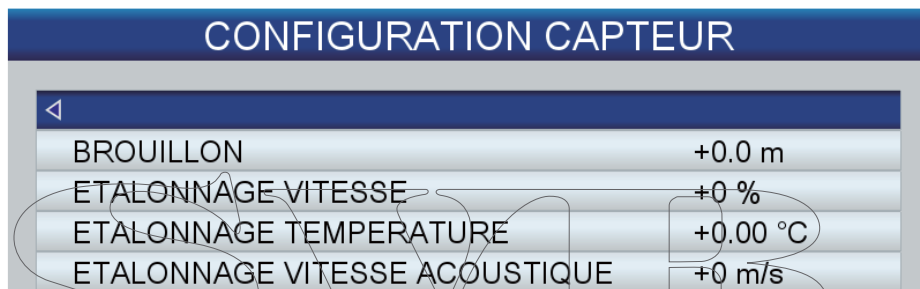 CONFIGURATION CAPTEUR
BROUILLON +0.0 m
ETALONNAGE VITESSE +0 %
ETALONNAGE TEMPERATURE +0.00 °C
ETALONNAGE VITESSE ACOUSTIQUE +0 m/s